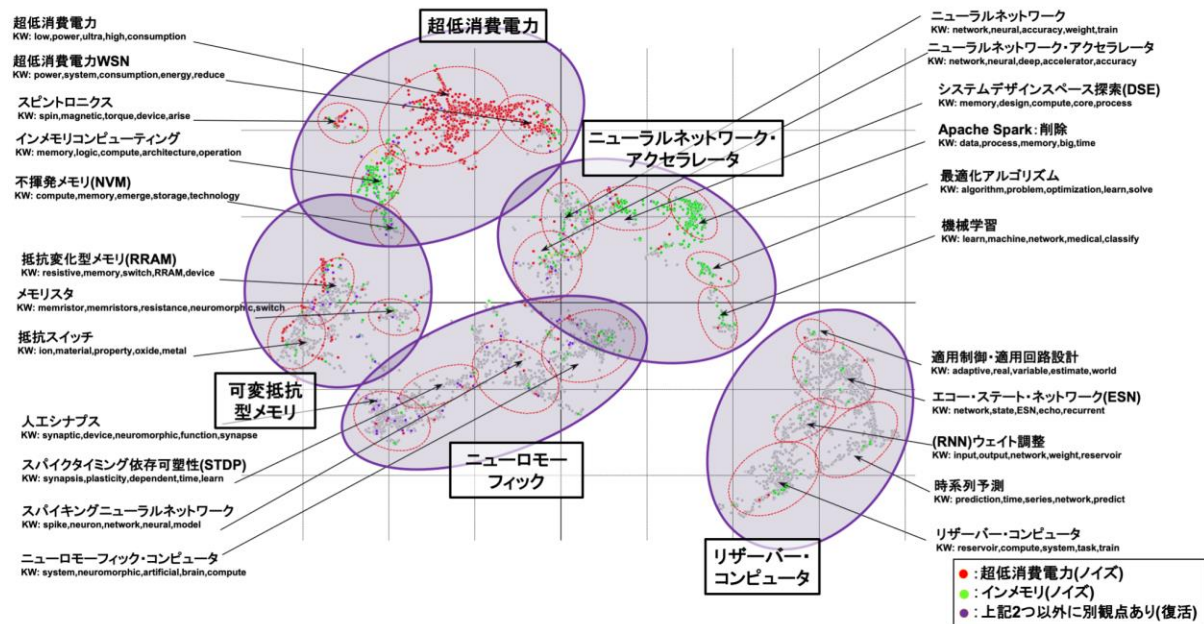 超低消費電力
KW: low,power,ultra,high,consumption
超低消費電力WSN
KW: power,system,consumption,energy,reduce
スピントロニクス
KW: spin,magnetic,torque,device,arise
インメモリコンピューティング
KW: memory,logic,compute,architecture,operation
不揮発メモリ(NVM)
KW: compute,memory,emerge,storage,technology
抵抗変化型メモリ(RRAM)
KW: resistive,memory,switch,RRAM,device
メモリスタ
KW: memristor,memristors,resistance,neuromorphic,switch
抵抗スイッチ
KW: ion,material,property,oxide,metal
人工シナプス
KW: synaptic,device,neuromorphic,function,synapse
スパイクタイミング依存可塑性(STDP)
KW: synapsis,plasticity,dependent,time,learn
スパイキングニューラルネットワーク
KW: spike,neuron,network,neural,model
ニューロモーフィック・コンピュータ
KW: system,neuromorphic,artificial,brain,compute
超低消費電力
ニューラルネットワーク・
アクセラレータ
可変抵抗
型メモリ
ニューロモー
フィック
リザーバー・
コンピュータ
ニューラルネットワーク
KW: network,neural,accuracy,weight,train
ニューラルネットワーク・アクセラレータ
KW: network,neural,deep,accelerator,accuracy
システムデザインスペース探索(DSE)
KW: memory,design,compute,core,process
Apache Spark:削除
KW: data,process,memory,big,time
最適化アルゴリズム
KW: algorithm,problem,optimization,learn,solve
機械学習
KW: learn,machine,network,medical,classify
適用制御・適用回路設計
KW: adaptive,real,variable,estimate,world
エコー・ステート・ネットワーク(ESN)
KW: network,state,ESN,echo,recurrent
(RNN)ウェイト調整
KW: input,output,network,weight,reservoir
時系列予測
KW: prediction,time,series,network,predict
リザーバー・コンピュータ
KW: reservoir,compute,system,task,train
:超低消費電力(ノイズ)
:インメモリ(ノイズ)
:上記2つ以外に別観点あり(復活)